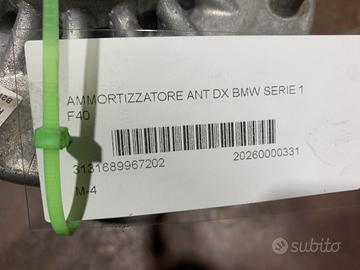 AMMORTIZZATORE ANT DX BMW SERIE 1
F40
3131689967202 20260000331
M-4
subito